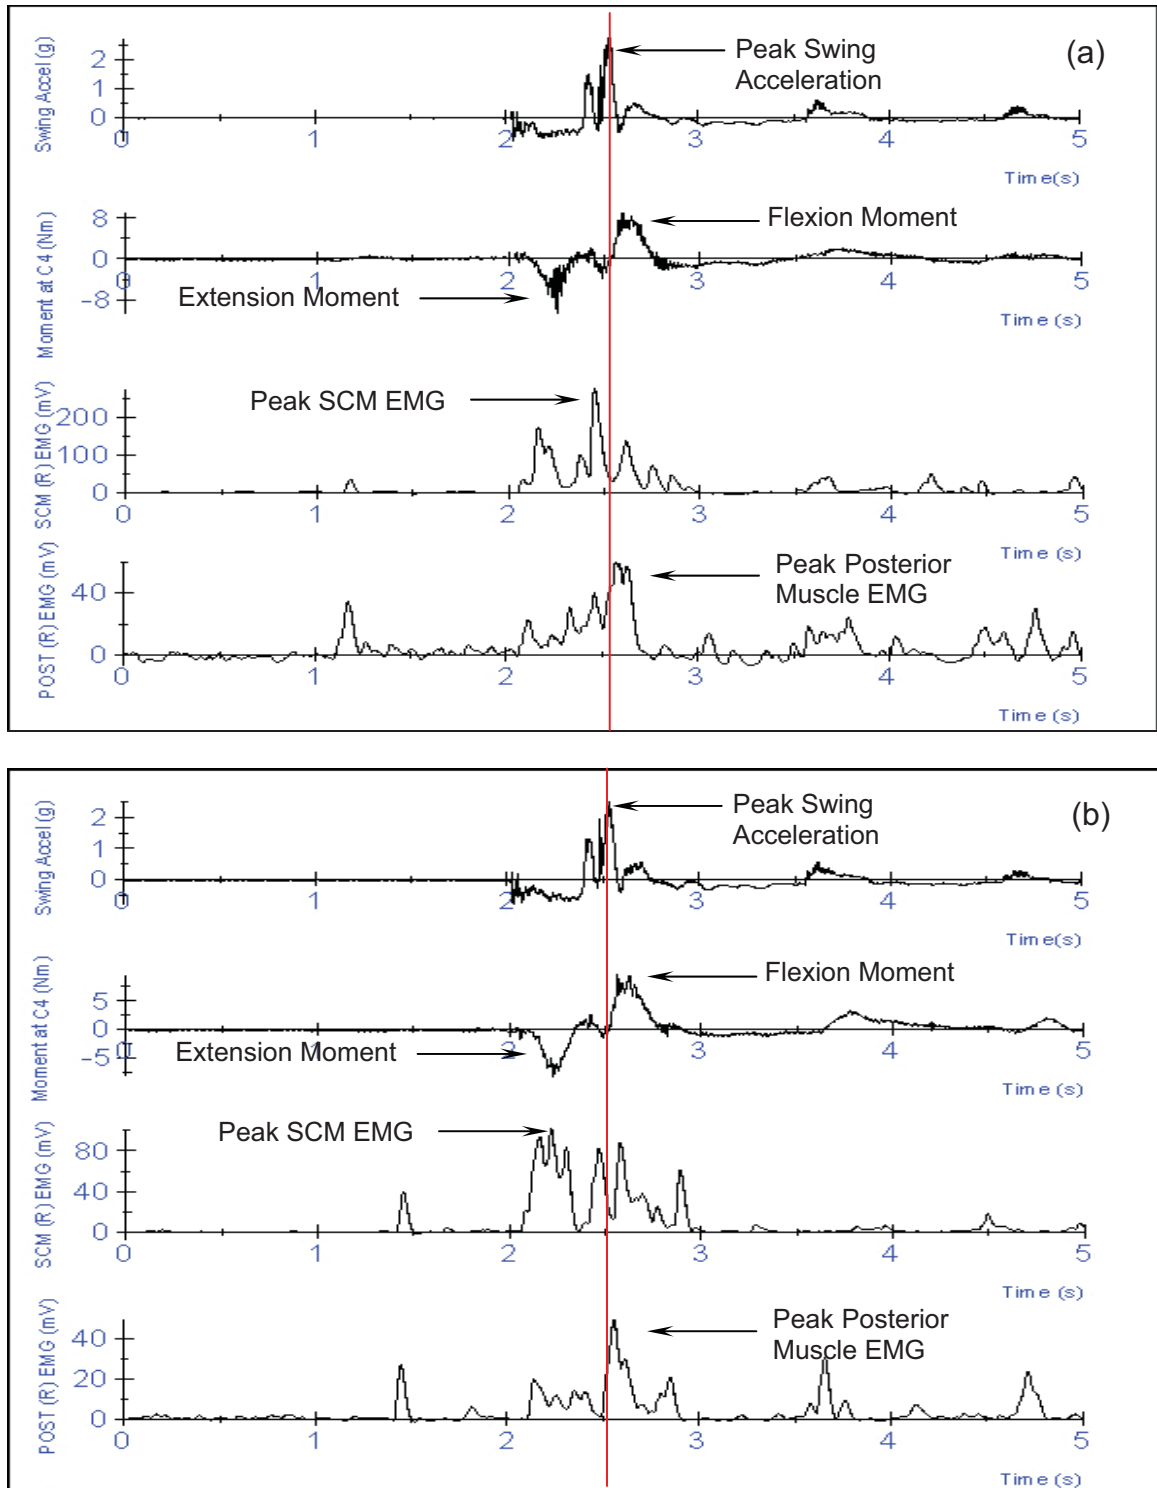 (a)
Swing Accel (g)
2
1
0
Peak Swing
Acceleration
0 1 2 3 4 5
Time(s)
Moment at C4 (Nm)
8
0
-8
Flexion Moment
Extension Moment
1 2 3 4 5
Time (s)
SCM (R) EMG (mV)
200
100
0
Peak SCM EMG
0 1 2 3 4 5
Time (s)
POST (R) EMG (mV)
40
0
Peak Posterior
Muscle EMG
0 1 2 3 4 5
Time (s)
(b)
Swing Accel (g)
2
1
0
Peak Swing
Acceleration
0 1 2 3 4 5
Time(s)
Moment at C4 (Nm)
5
0
-5
Flexion Moment
Extension Moment
0 1 2 3 4 5
Time (s)
SCM (R) EMG (mV)
80
40
0
Peak SCM EMG
0 1 2 3 4 5
Time (s)
POST (R) EMG (mV)
40
20
0
Peak Posterior
Muscle EMG
0 1 2 3 4 5
Time (s)